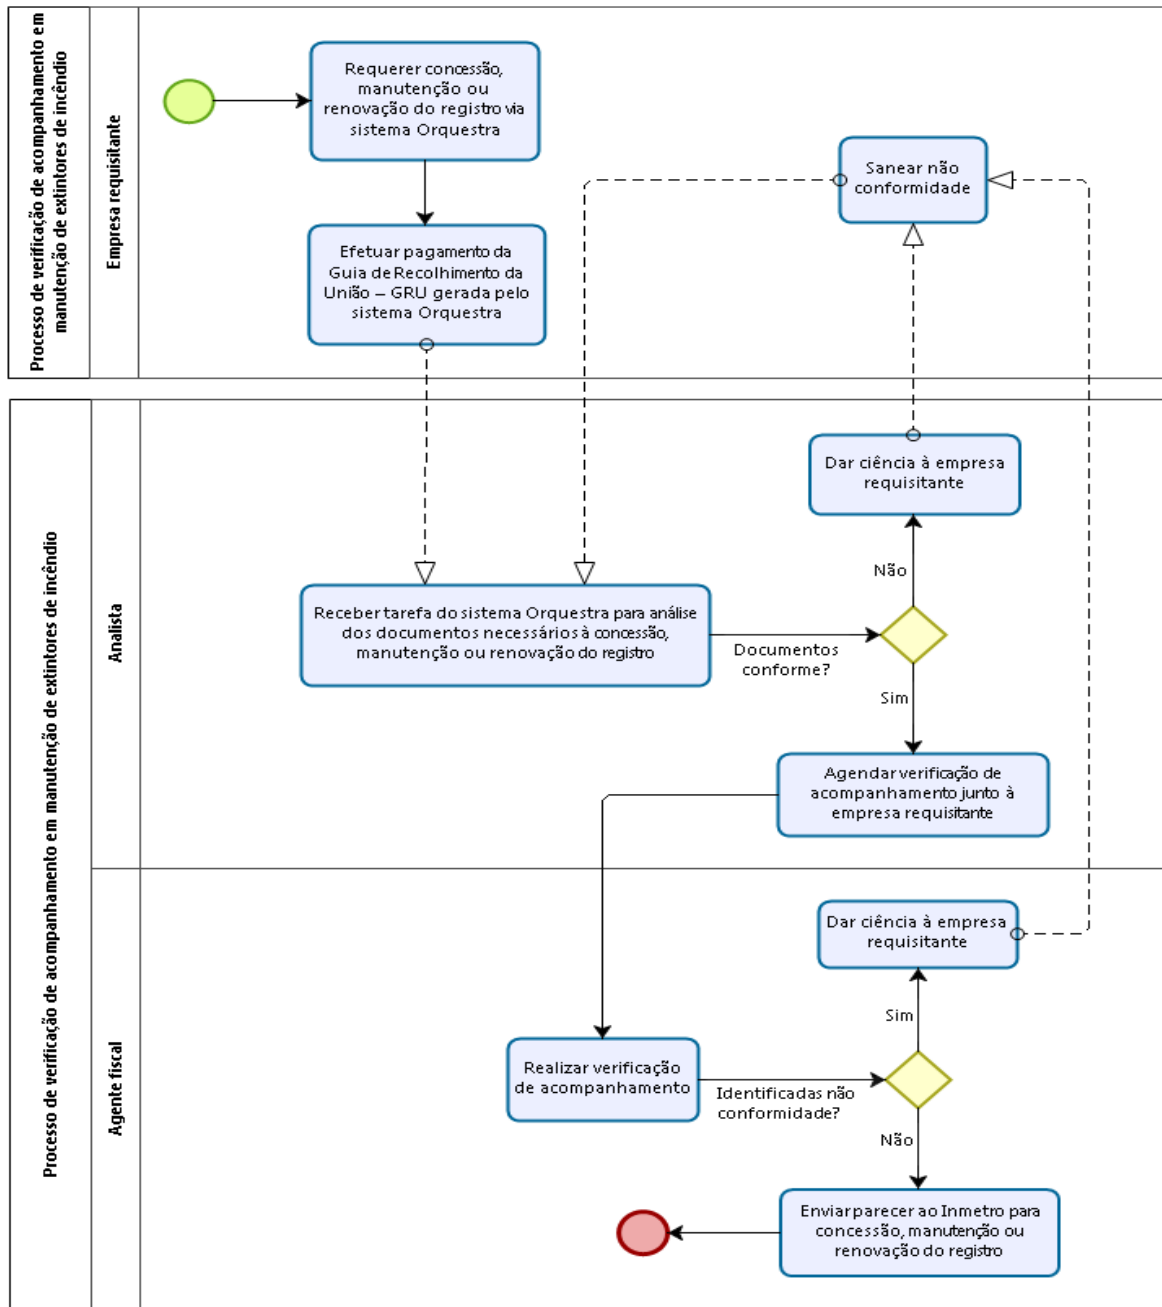 Processo de verificação de acompanhamento em
manutenção de extintores de incêndio
Empresa requisitante
Requerer concessão,
manutenção ou
renovação do registro via
sistema Orquestra
Efetuar pagamento da
Guia de Recolhimento da
União – GRU gerada pelo
sistema Orquestra
Sanear não
conformidade
Processo de verificação de acompanhamento em manutenção de extintores de incêndio
Analista
Dar ciência à empresa
requisitante
Não
Receber tarefa do sistema Orquestra para análise
dos documentos necessários à concessão,
manutenção ou renovação do registro
Documentos
conforme?
Sim
Agendar verificação de
acompanhamento junto à
empresa requisitante
Agente fiscal
Dar ciência à empresa
requisitante
Sim
Realizar verificação
de acompanhamento
Identificadas não
conformidade?
Não
Enviar parecer ao Inmetro para
concessão, manutenção ou
renovação do registro